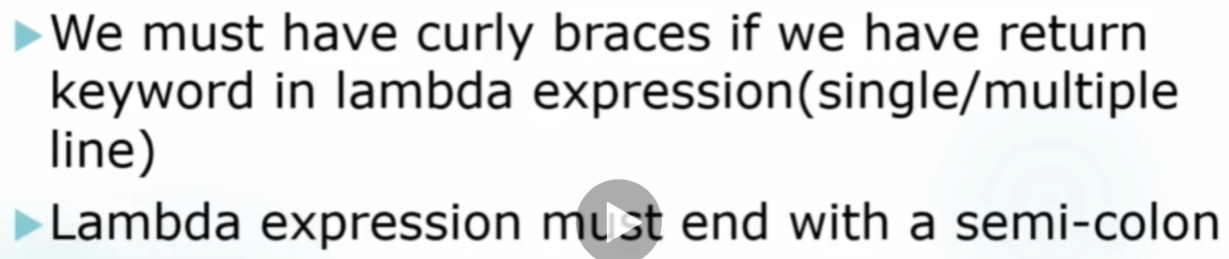 We must have curly braces if we have return
keyword in lambda expression(single/multiple
line)
Lambda expression must end with a semi-colon